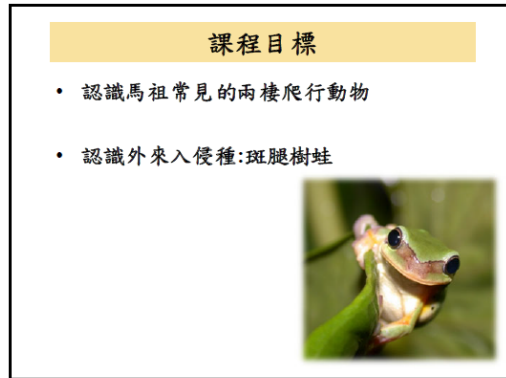 課程目標
• 認識馬祖常見的兩棲爬行動物
• 認識外來入侵種:斑腿樹蛙